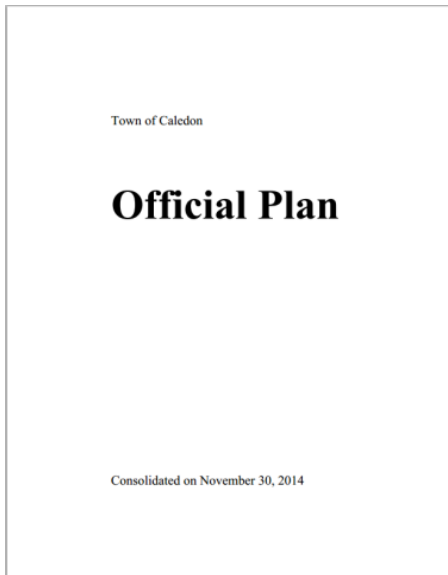 Town of Caledon
Official Plan
Consolidated on November 30, 2014